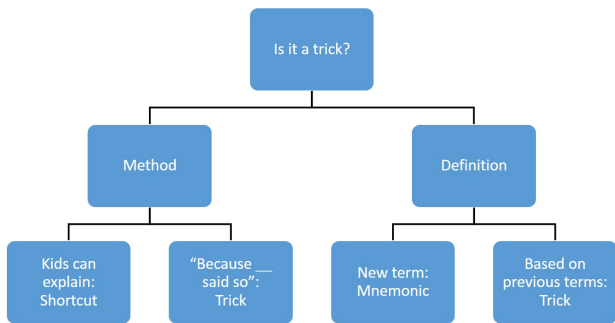 Is it a trick?
Method
Definition
Kids can
explain:
Shortcut
“Because __
said so”:
Trick
New term:
Mnemonic
Based on
previous terms:
Trick